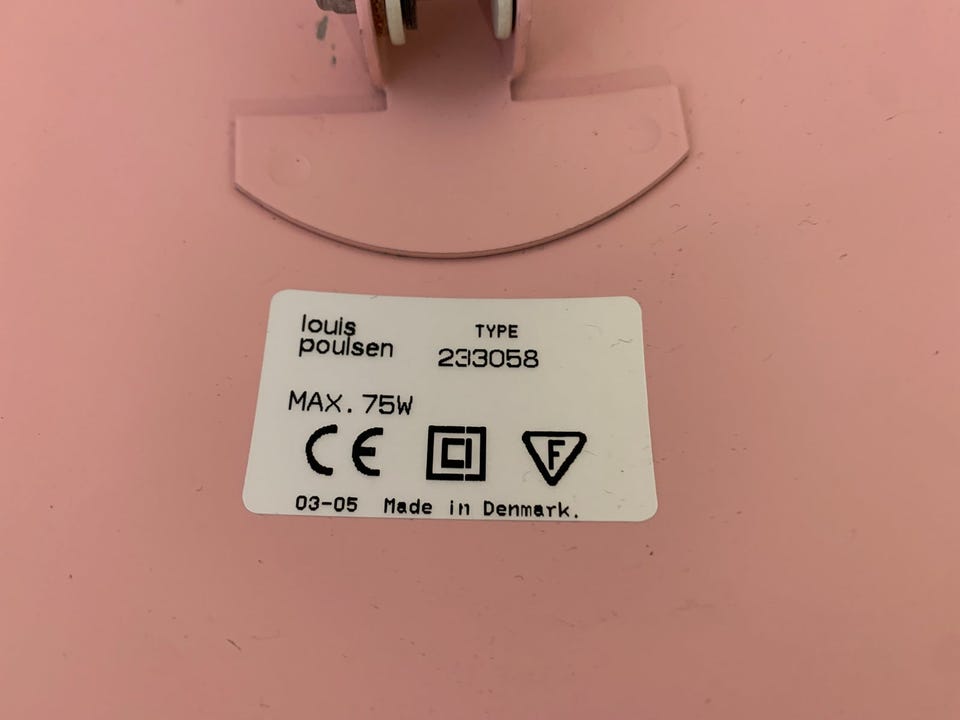 louis
poulsen
TYPE
233058
MAX. 75W
CE
F
03-05 Made in Denmark.